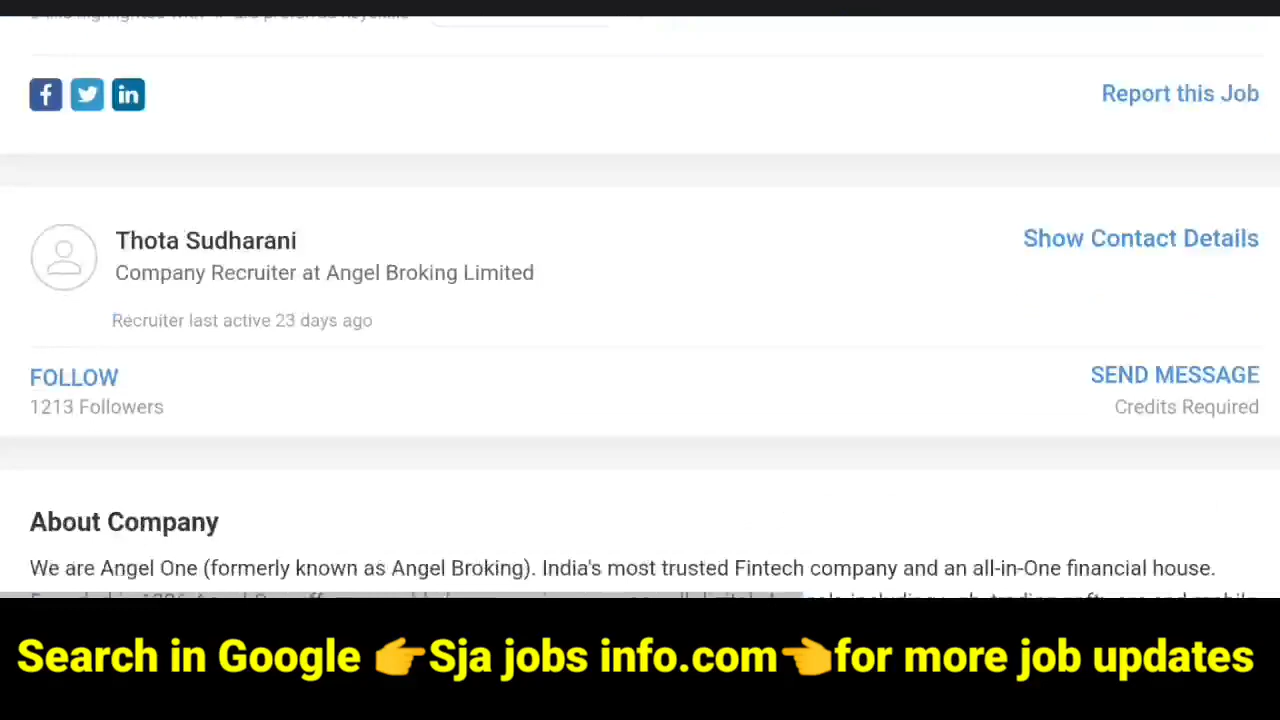 Report this Job
Thota Sudharani
Show Contact Details
Company Recruiter at Angel Broking Limited
Recruiter last active 23 days ago
FOLLOW
SEND MESSAGE
1213 Followers
Credits Required
About Company
We are Angel One (formerly known as Angel Broking). India's most trusted Fintech company and an all-in-One financial house.
Search in Google 👉Sja jobs info.com👈for more job updates